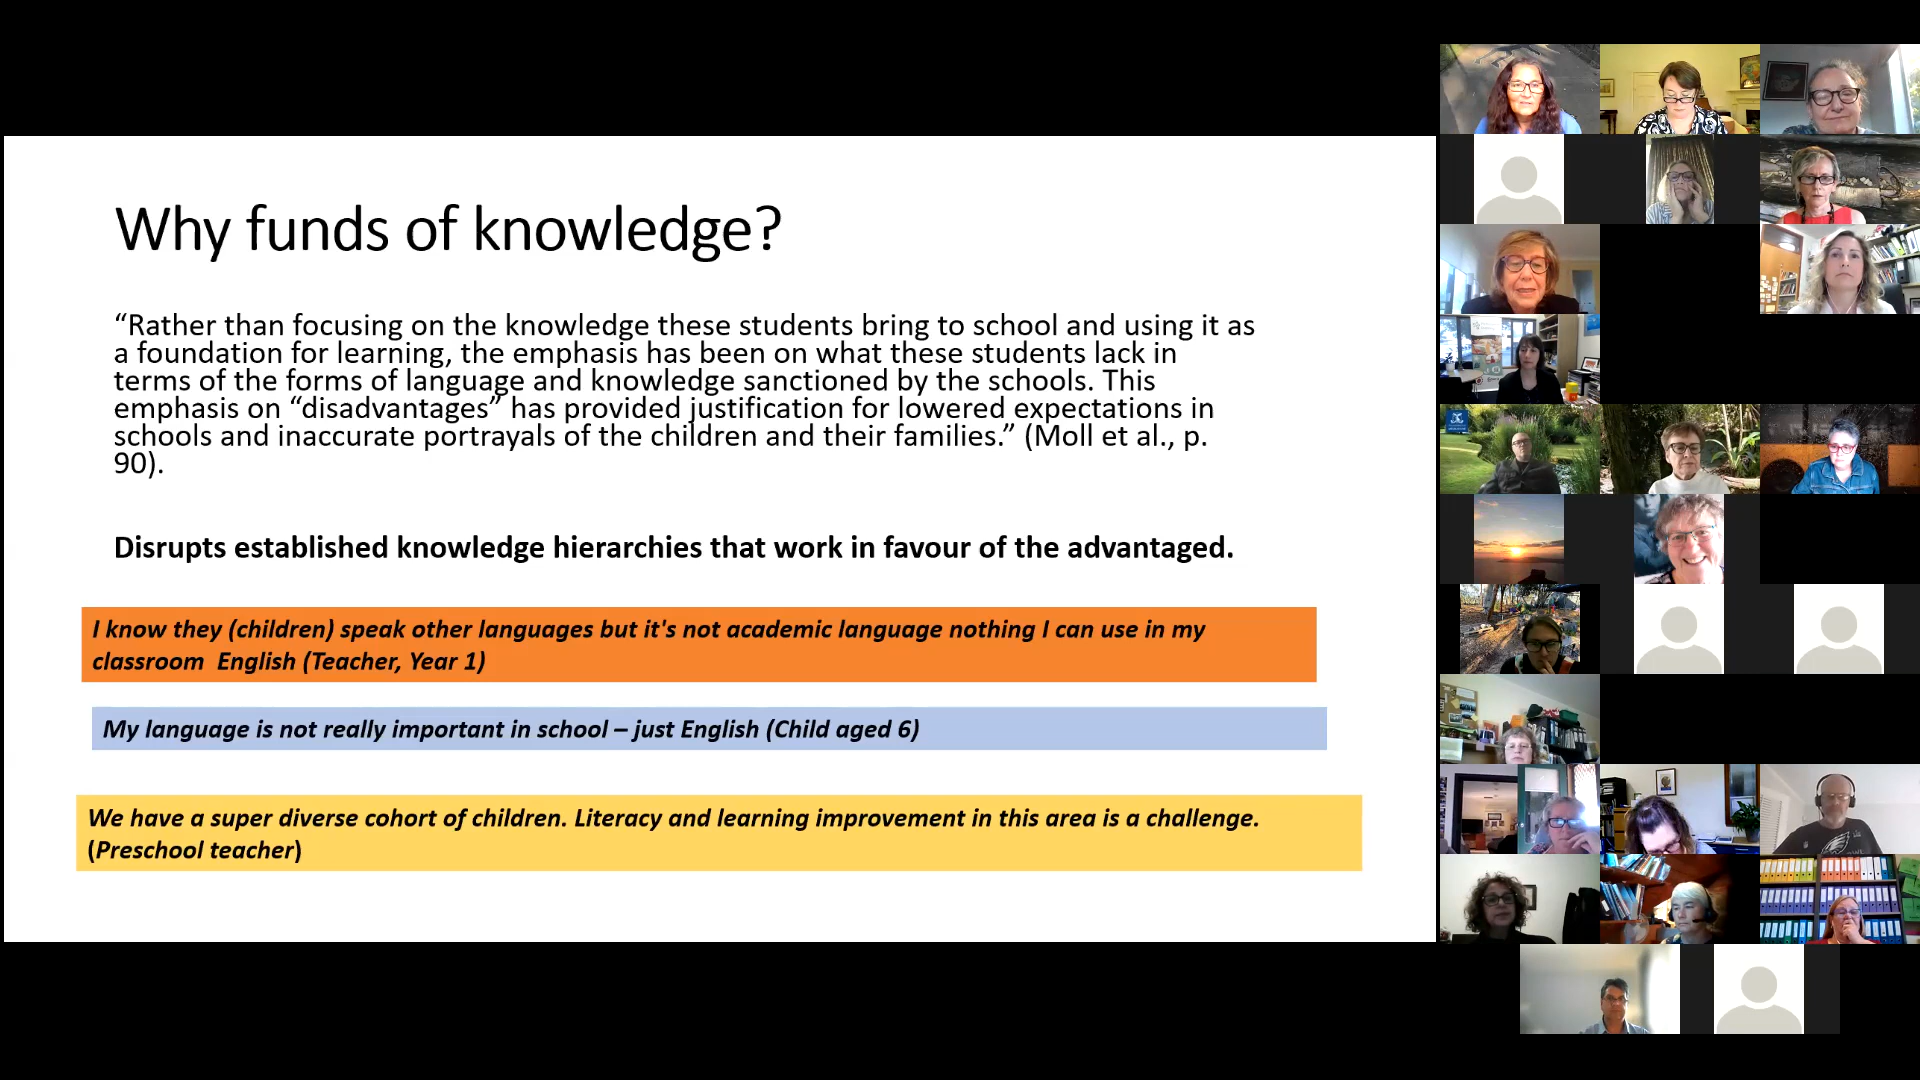 Why funds of knowledge?
“Rather than focusing on the knowledge these students bring to school and using it as
a foundation for learning, the emphasis has been on what these students lack in
terms of the forms of language and knowledge sanctioned by the schools. This
emphasis on “disadvantages” has provided justification for lowered expectations in
schools and inaccurate portrayals of the children and their families.” (Moll et al., p.
90).
Disrupts established knowledge hierarchies that work in favour of the advantaged.
I know they (children) speak other languages but it's not academic language nothing I can use in my
classroom  English (Teacher, Year 1)
My language is not really important in school – just English (Child aged 6)
We have a super diverse cohort of children. Literacy and learning improvement in this area is a challenge.
(Preschool teacher)